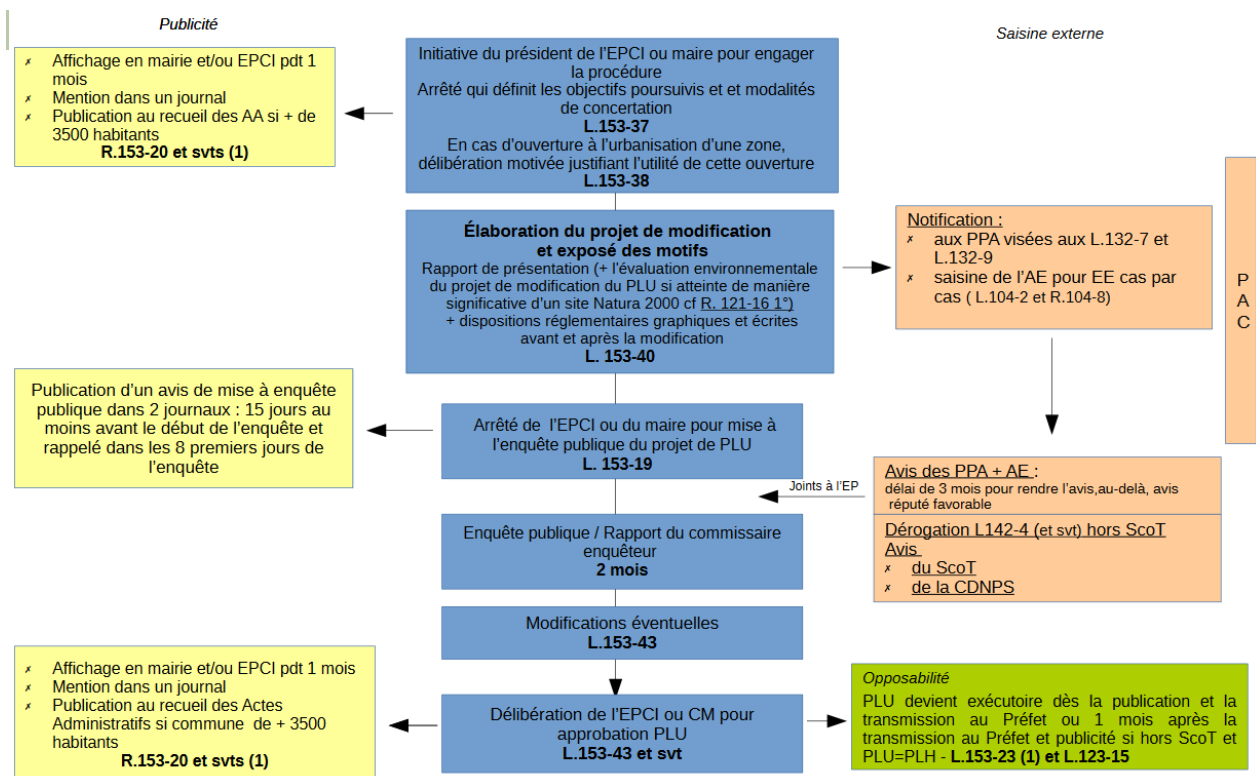 Publicité
Saisine externe
✗ Affichage en mairie et/ou EPCI pdt 1
mois
✗ Mention dans un journal
✗ Publication au recueil des AA si + de
3500 habitants
R.153-20 et svts (1)
Initiative du président de l'EPCI ou maire pour engager
la procédure
Arrêté qui définit les objectifs poursuivis et et modalités
de concertation
L.153-37
En cas d'ouverture à l'urbanisation d'une zone,
délibération motivée justifiant l'utilité de cette ouverture
L.153-38
Élaboration du projet de modification
et exposé des motifs
Rapport de présentation (+ l'évaluation environnementale
du projet de modification du PLU si atteinte de manière
significative d'un site Natura 2000 cf R. 121-16 1°)
+ dispositions réglementaires graphiques et écrites
avant et après la modification
L. 153-40
Notification :
✗ aux PPA visées aux L.132-7 et
L.132-9
✗ saisine de l'AE pour EE cas par
cas ( L.104-2 et R.104-8)
P
A
C
Publication d'un avis de mise à enquête
publique dans 2 journaux : 15 jours au
moins avant le début de l'enquête et
rappelé dans les 8 premiers jours de
l'enquête
Arrêté de l'EPCI ou du maire pour mise à
l'enquête publique du projet de PLU
L. 153-19
Joints à l'EP
Avis des PPA + AE :
délai de 3 mois pour rendre l'avis,au-delà, avis
réputé favorable
Dérogation L142-4 (et svt) hors ScoT
Avis
✗ du ScoT
✗ de la CDNPS
Enquête publique / Rapport du commissaire
enquêteur
2 mois
Modifications éventuelles
L.153-43
✗ Affichage en mairie et/ou EPCI pdt 1 mois
✗ Mention dans un journal
✗ Publication au recueil des Actes
Administratifs si commune de + 3500
habitants
R.153-20 et svts (1)
Délibération de l'EPCI ou CM pour
approbation PLU
L.153-43 et svt
Opposabilité
PLU devient exécutoire dès la publication et la
transmission au Préfet ou 1 mois après la
transmission au Préfet et publicité si hors ScoT et
PLU=PLH - L.153-23 (1) et L.123-15